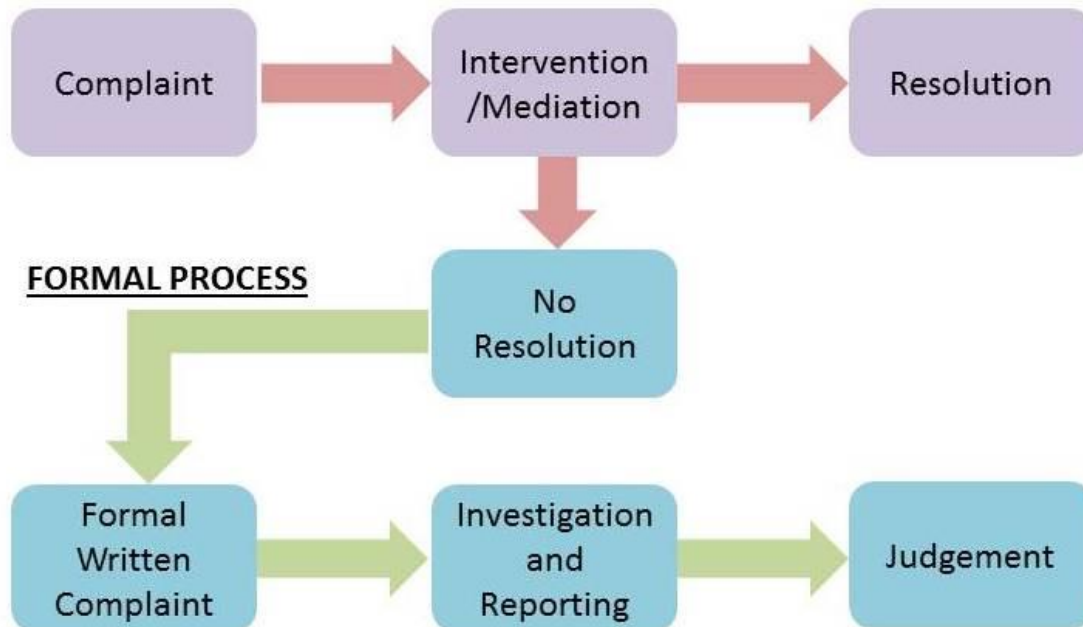 Complaint
Intervention
/Mediation
Resolution
FORMAL PROCESS
No
Resolution
Formal
Written
Complaint
Investigation
and
Reporting
Judgement